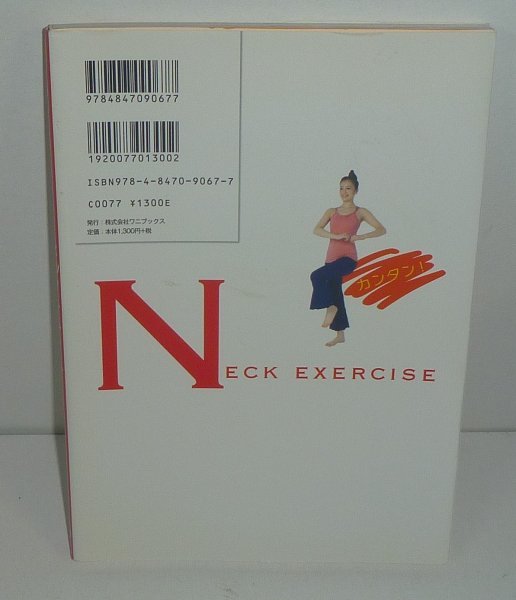 9784847090677
1920077013002
ISBN978-4-8470-9067-7
C0077 ¥1300E
発行:株式会社ワニブックス
定価:本体1,300円+税
カンタン!
NECK EXERCISE